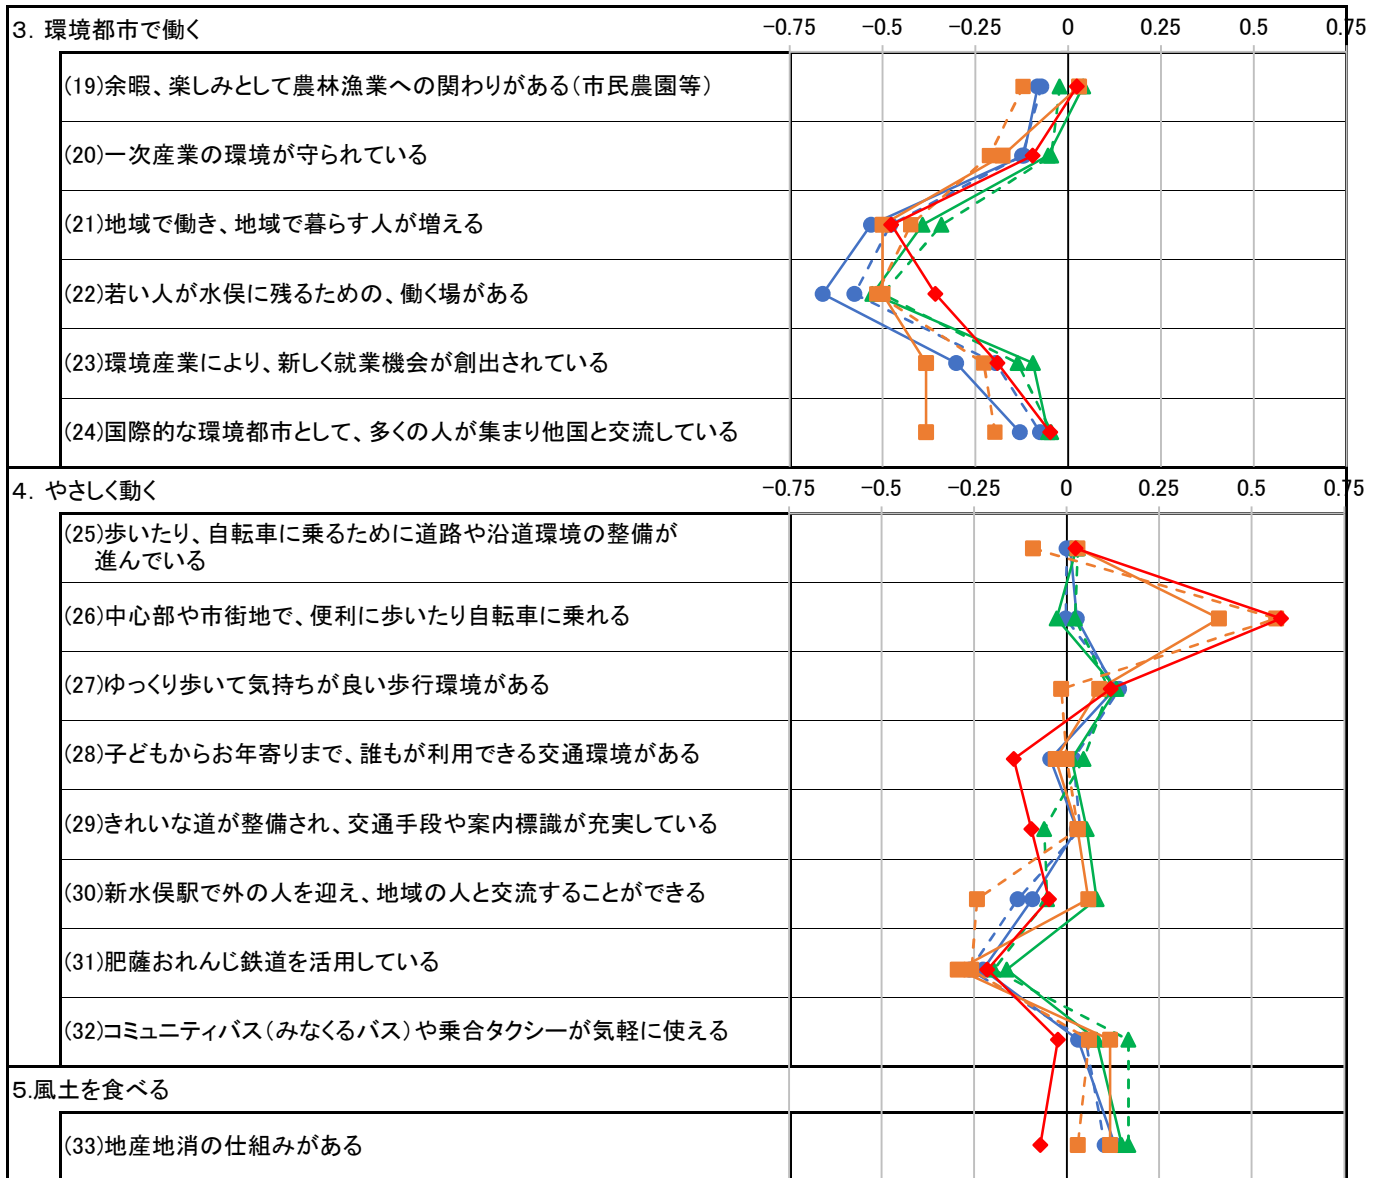 3．環境都市で働く
−0.75 −0.5 −0.25 0 0.25 0.5 0.75
(19)余暇、楽しみとして農林漁業への関わりがある（市民農園等）
(20)一次産業の環境が守られている
(21)地域で働き、地域で暮らす人が増える
(22)若い人が水俣に残るための、働く場がある
(23)環境産業により、新しく就業機会が創出されている
(24)国際的な環境都市として、多くの人が集まり他国と交流している
4．やさしく動く
−0.75 −0.5 −0.25 0 0.25 0.5 0.75
(25)歩いたり、自転車に乗るために道路や沿道環境の整備が
進んでいる
(26)中心部や市街地で、便利に歩いたり自転車に乗れる
(27)ゆっくり歩いて気持ちが良い歩行環境がある
(28)子どもからお年寄りまで、誰もが利用できる交通環境がある
(29)きれいな道が整備され、交通手段や案内標識が充実している
(30)新水俣駅で外の人を迎え、地域の人と交流することができる
(31)肥薩おれんじ鉄道を活用している
(32)コミュニティバス（みなくるバス）や乗合タクシーが気軽に使える
5.風土を食べる
(33)地産地消の仕組みがある